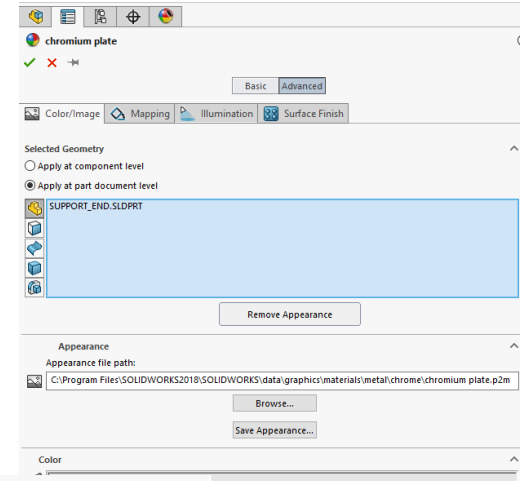 chromium plate
Basic Advanced
Color/Image Mapping Illumination Surface Finish
Selected Geometry
Apply at component level
Apply at part document level
SUPPORT_END.SLDPRT
Remove Appearance
Appearance
Appearance file path:
C:\Program Files\SOLIDWORKS2018\SOLIDWORKS\data\graphics\materials\metal\chrome\chromium plate.p2m
Browse...
Save Appearance...
Color